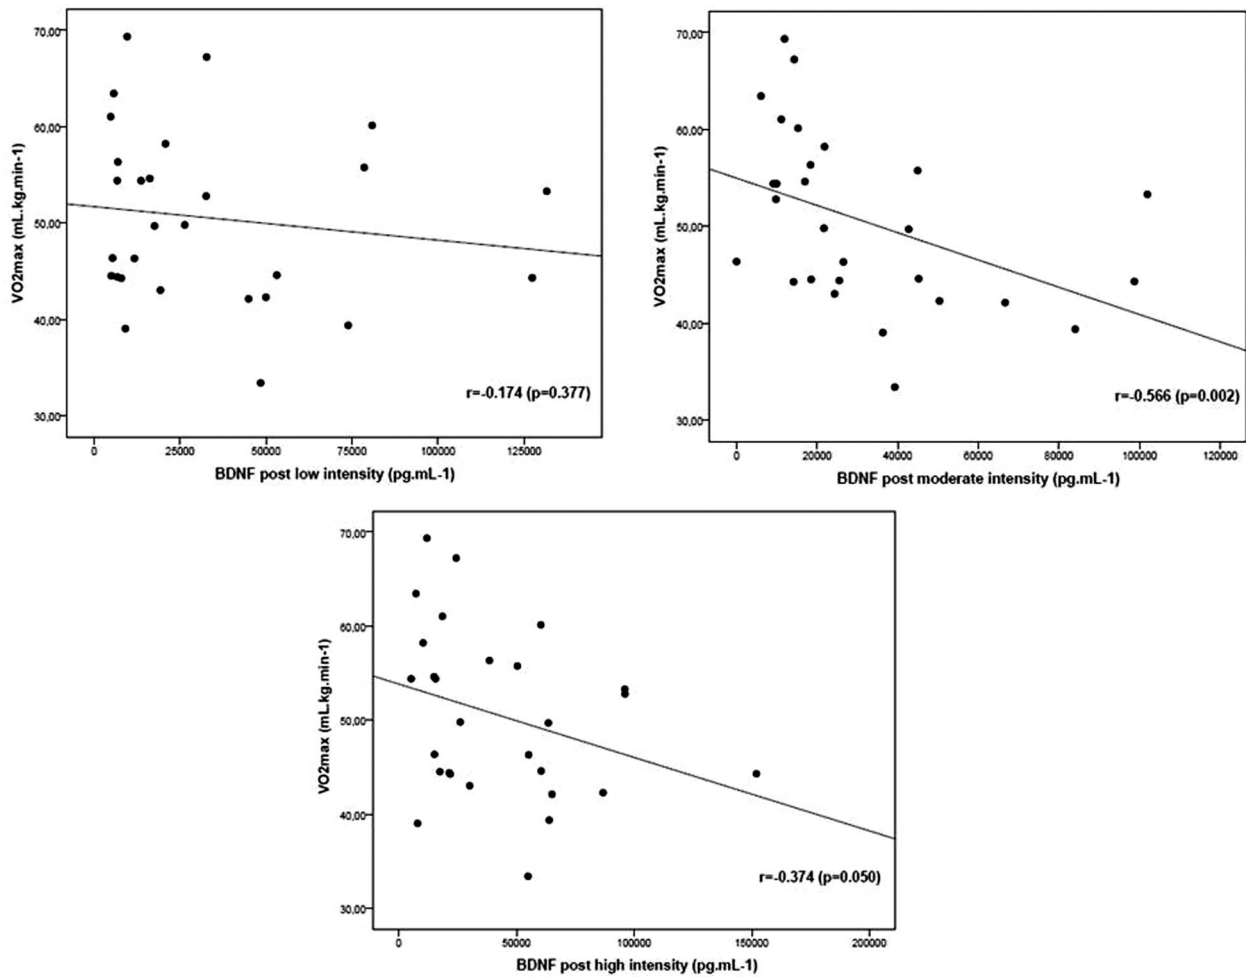 70,00
60,00
50,00
40,00
30,00
VO2max (mL.kg.min-1)
r=-0.174 (p=0.377)
0 25000 50000 75000 100000 125000
BDNF post low intensity (pg.mL-1)
70,00
60,00
50,00
40,00
30,00
VO2max (mL.kg.min-1)
r=-0.566 (p=0.002)
0 20000 40000 60000 80000 100000 120000
BDNF post moderate intensity (pg.mL-1)
70,00
60,00
50,00
40,00
30,00
VO2max (mL.kg.min-1)
r=-0.374 (p=0.050)
0 50000 100000 150000 200000
BDNF post high intensity (pg.mL-1)